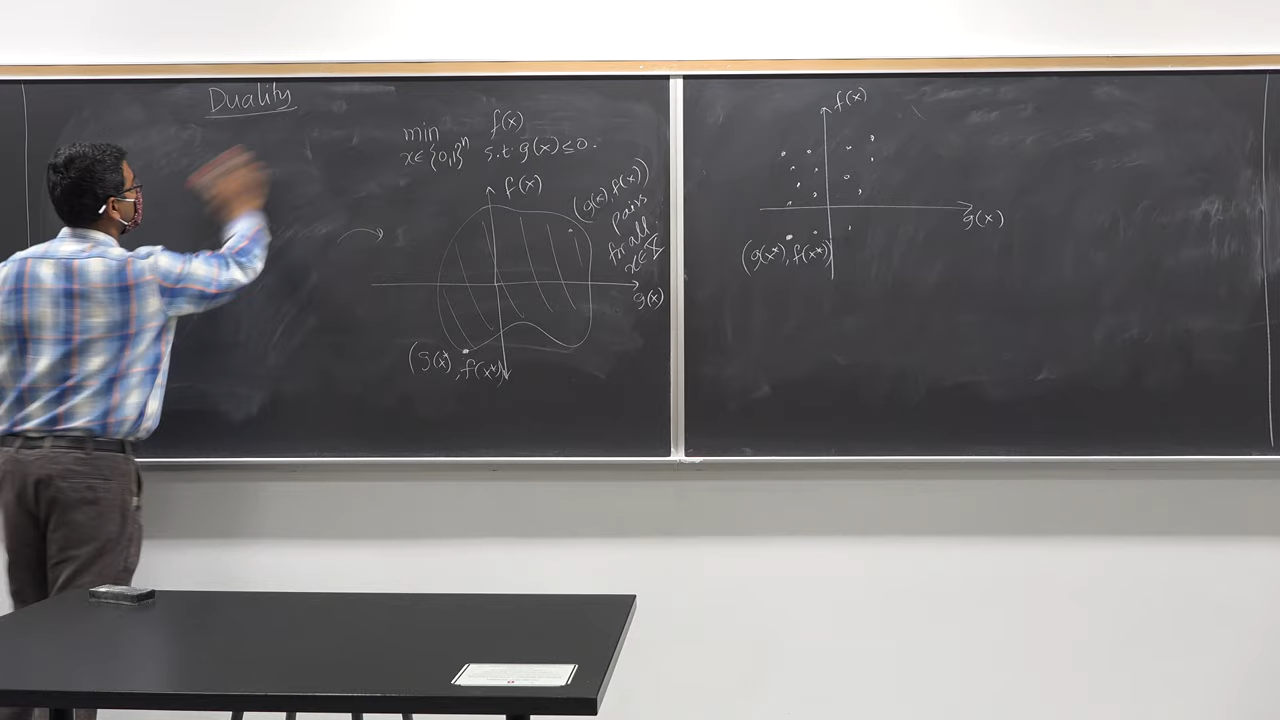 Duality
min f(x)
x∈{0,1}ⁿ s.t. g(x)≤0.
f(x)
(g(x), f(x))
pairs
for all
x∈X
g(x)
(g(x*), f(x*))
f(x)
g(x)
(g(x*), f(x*))